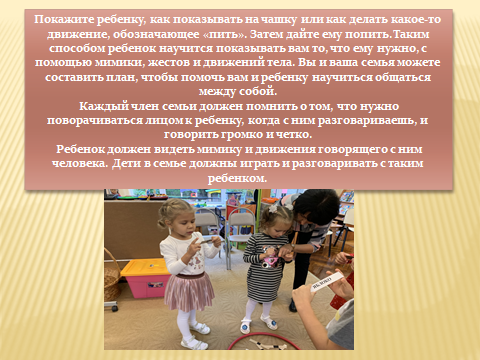 Покажите ребенку, как показывать на чашку или как делать какое-то
движение, обозначающее «пить». Затем дайте ему попить.Таким
способом ребенок научится показывать вам то, что ему нужно, с
помощью мимики, жестов и движений тела. Вы и ваша семья можете
составить план, чтобы помочь вам и ребенку научиться общаться
между собой.
Каждый член семьи должен помнить о том, что нужно
поворачиваться лицом к ребенку, когда с ним разговариваешь, и
говорить громко и четко.
Ребенок должен видеть мимику и движения говорящего с ним
человека. Дети в семье должны играть и разговаривать с таким
ребенком.
ЯБЛОКО